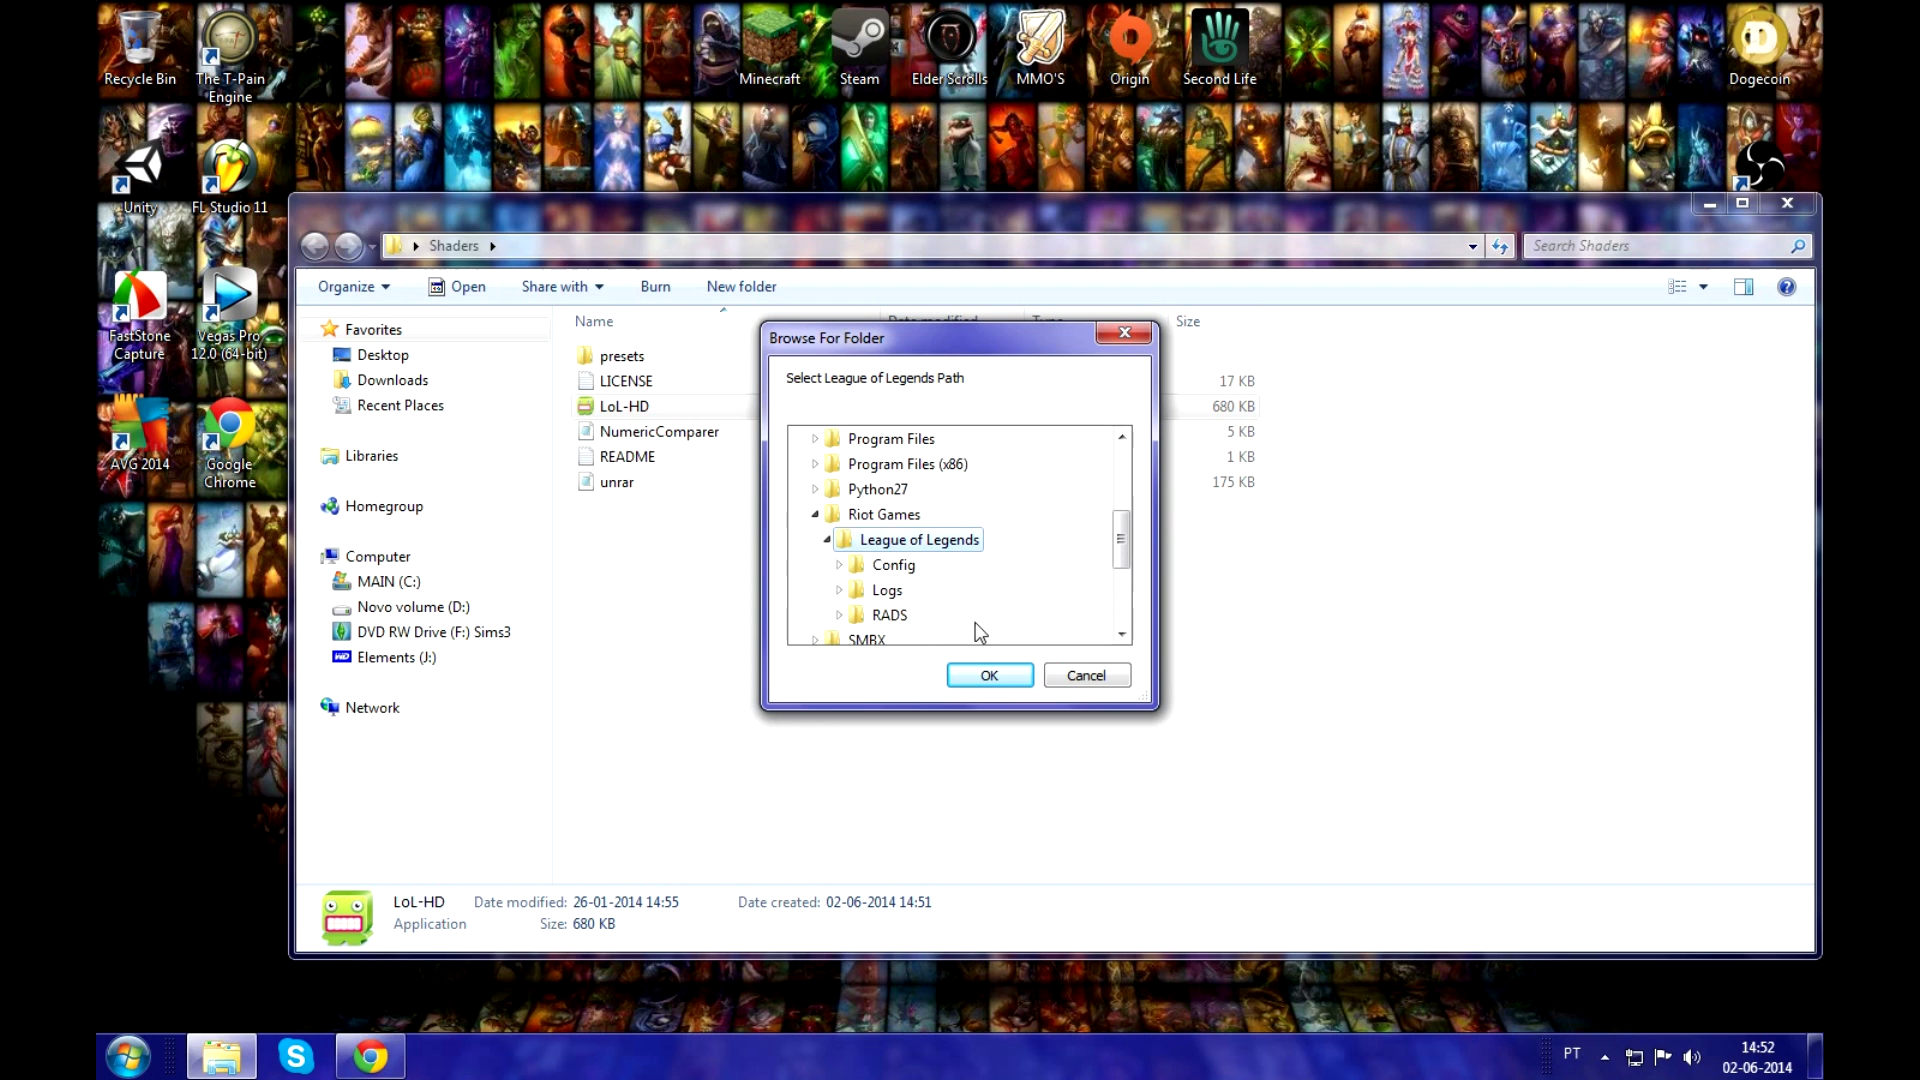 Recycle Bin
The T-Pain
Engine
Minecraft
Steam
Elder Scrolls
MMO'S
Origin
Second Life
Dogecoin
Unity
FL Studio 11
FastStone
Capture
Vegas Pro
12.0 (64-bit)
AVG 2014
Google
Chrome
Shaders
Search Shaders
Organize
Open
Share with
Burn
New folder
Name
Date modified
Type
Size
Favorites
Desktop
Downloads
Recent Places
Libraries
Homegroup
Computer
MAIN (C:)
Novo volume (D:)
DVD RW Drive (F:) Sims3
Elements (J:)
Network
presets
LICENSE
17 KB
LoL-HD
680 KB
NumericComparer
5 KB
README
1 KB
unrar
175 KB
Browse For Folder
Select League of Legends Path
Program Files
Program Files (x86)
Python27
Riot Games
League of Legends
Config
Logs
RADS
SMBX
OK
Cancel
LoL-HD
Date modified: 26-01-2014 14:55
Date created: 02-06-2014 14:51
Application
Size: 680 KB
PT
14:52
02-06-2014